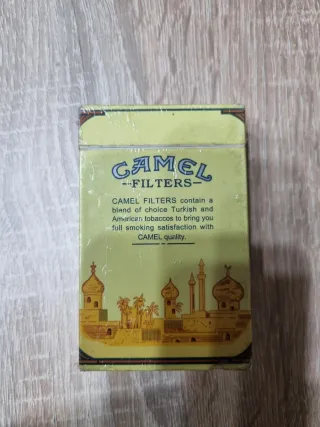 CAMEL
FILTERS
CAMEL FILTERS contain a
blend of choice Turkish and
American tobaccos to bring you
full smoking satisfaction with
CAMEL quality.